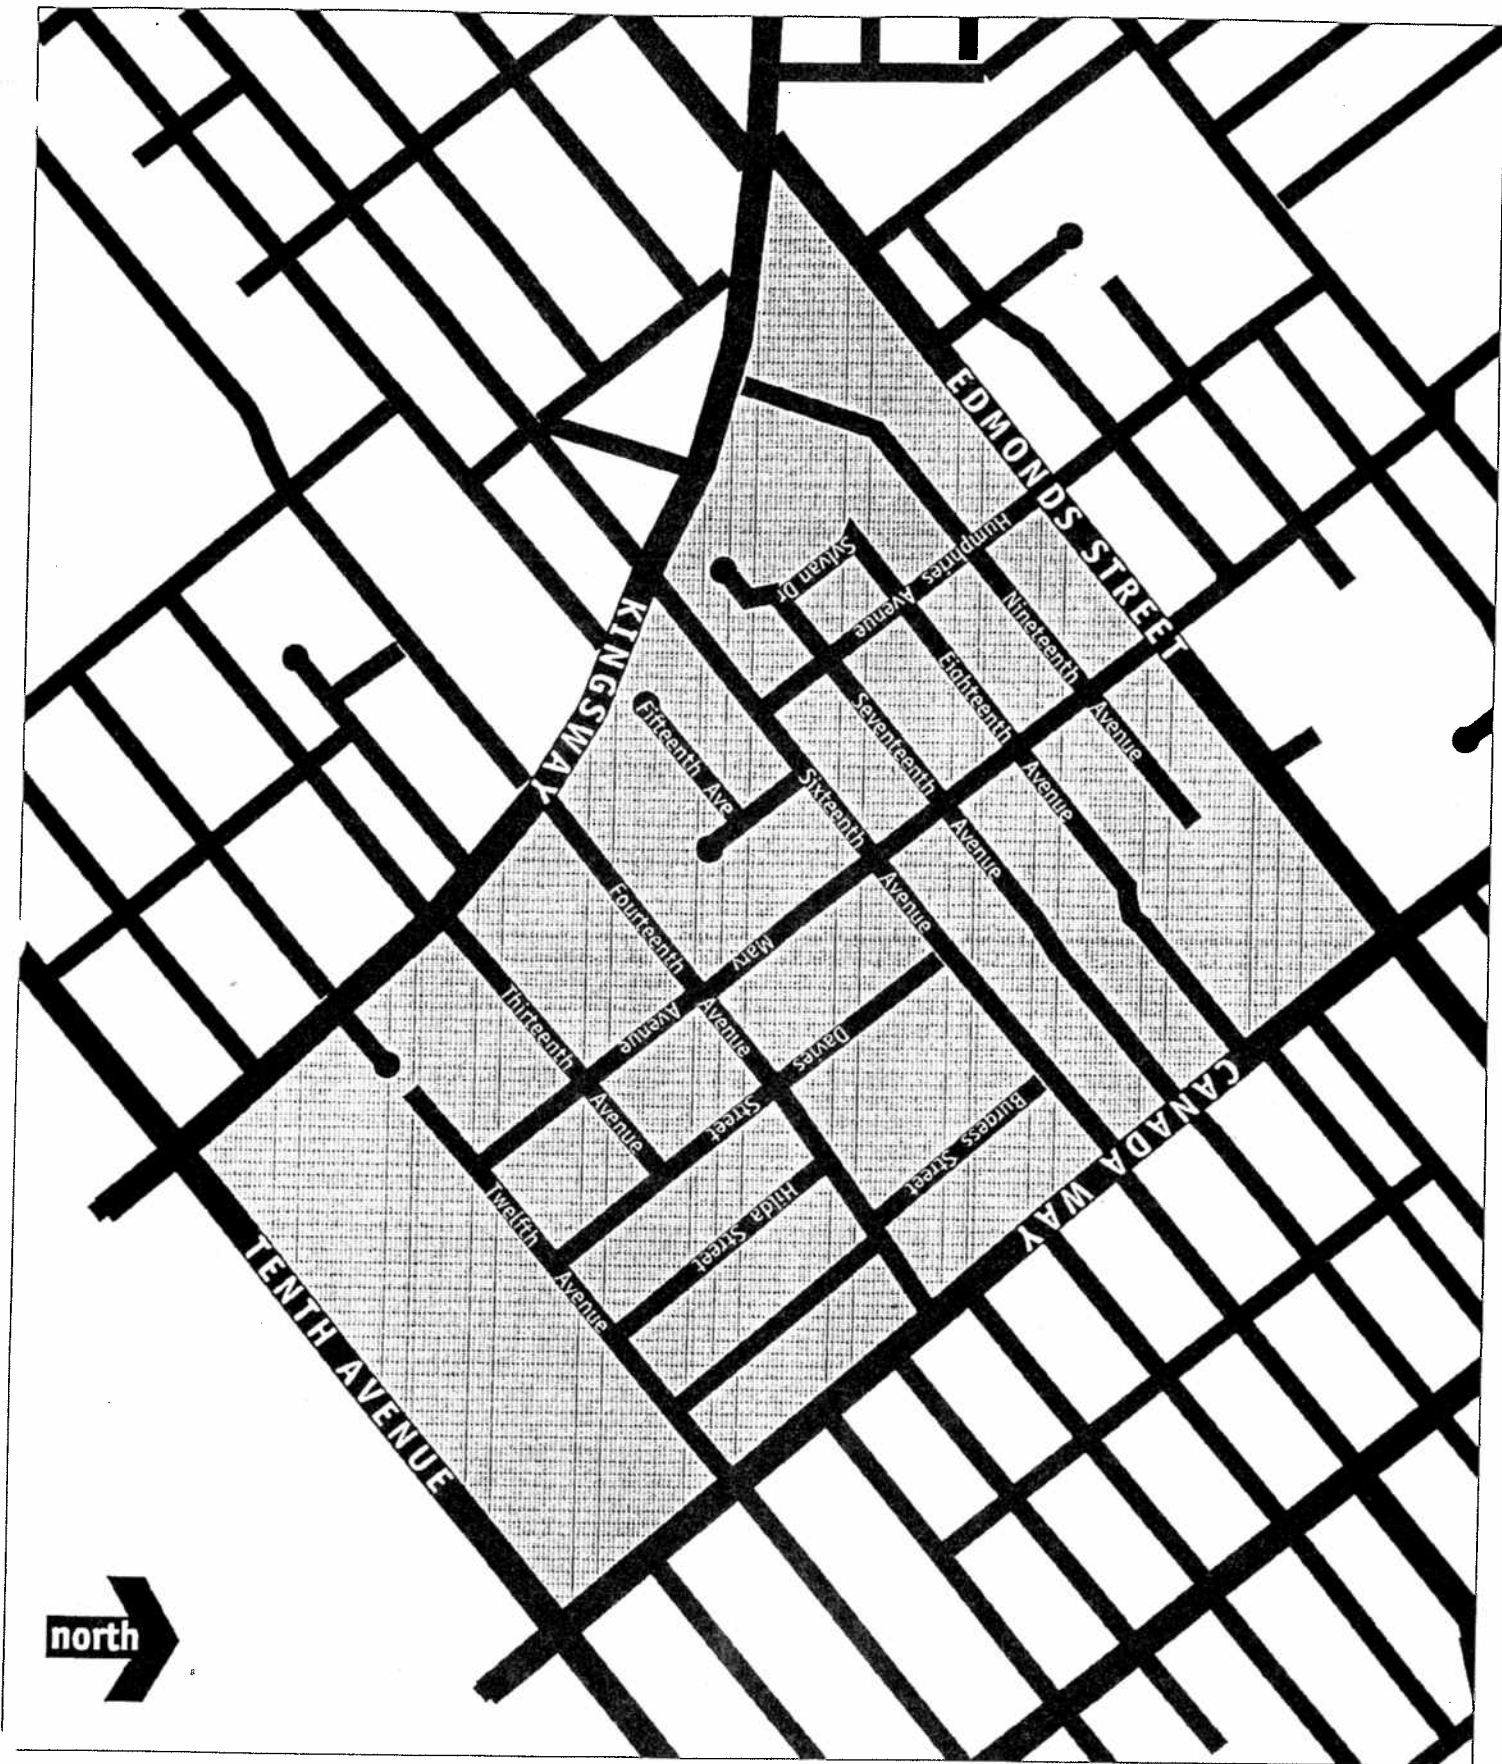 EDMONDS STREET
Humphries
Avenue
Sylvan Dr
Nineteenth
Avenue
KINGSWAY
Eighteenth
Avenue
Fifteenth Ave
Seventeenth
Avenue
Sixteenth
Avenue
Fourteenth
Avenue
Mary
Avenue
Thirteenth
Avenue
Davies
Street
CANADA WAY
Burgess Street
Hilda Street
Twelfth
Avenue
TENTH AVENUE
north